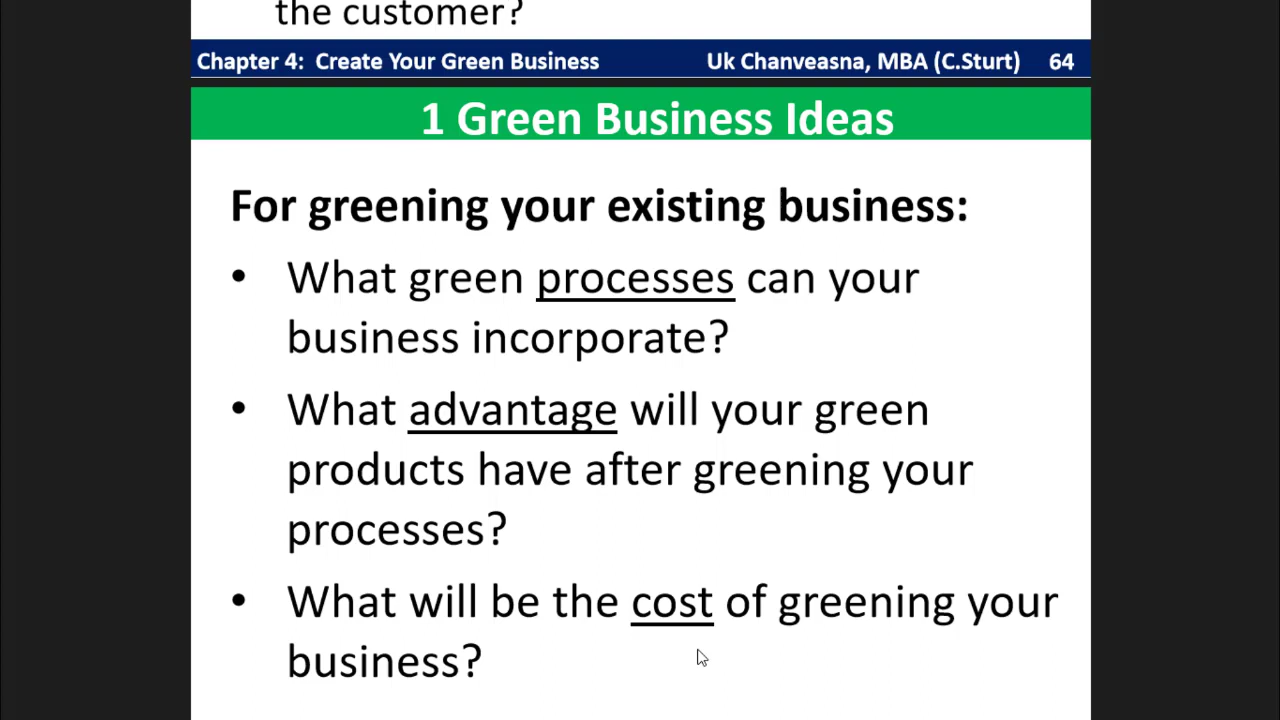 the customer?
Chapter 4: Create Your Green Business Uk Chanveasna, MBA (C.Sturt) 64
1 Green Business Ideas
For greening your existing business:
• What green processes can your
business incorporate?
• What advantage will your green
products have after greening your
processes?
• What will be the cost of greening your
business?